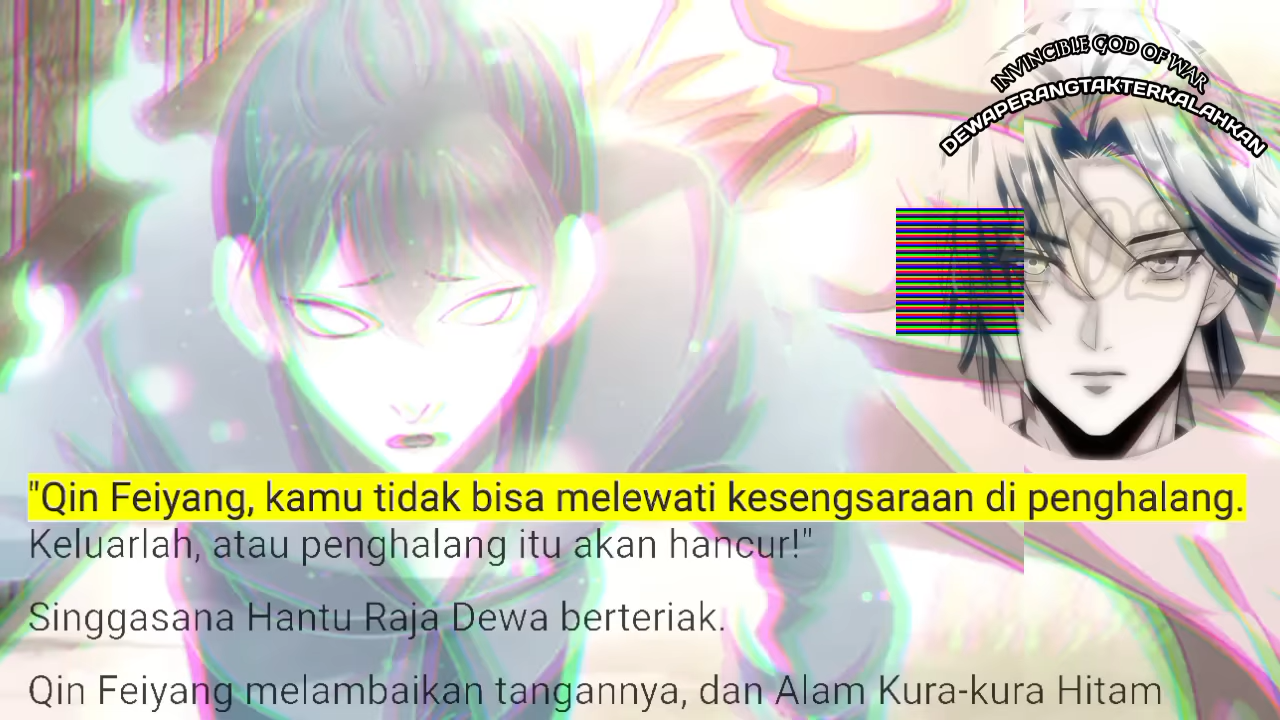 INVINCIBLE GOD OF WAR
DEWAPERANGTAKTERKALAHKAN
"Qin Feiyang, kamu tidak bisa melewati kesengsaraan di penghalang.
Keluarlah, atau penghalang itu akan hancur!"
Singgasana Hantu Raja Dewa berteriak.
Qin Feiyang melambaikan tangannya, dan Alam Kura-kura Hitam